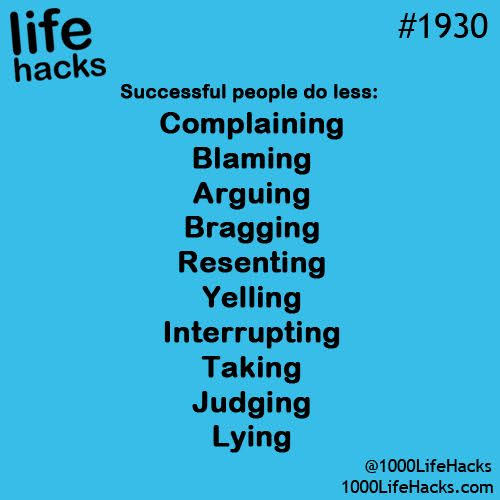 life
hacks
#1930
Successful people do less:
Complaining
Blaming
Arguing
Bragging
Resenting
Yelling
Interrupting
Taking
Judging
Lying
@1000LifeHacks
1000LifeHacks.com